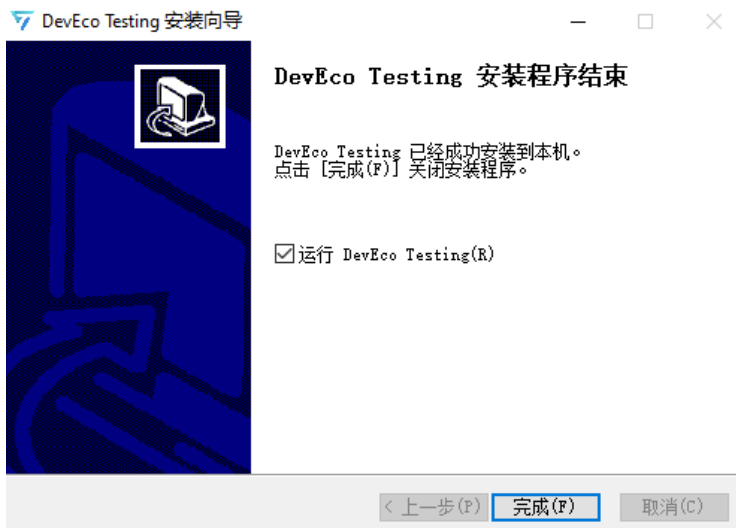 DevEco Testing 安装向导
DevEco Testing 安装程序结束
DevEco Testing 已经成功安装到本机。
点击 [完成(F)] 关闭安装程序。
运行 DevEco Testing(R)
< 上一步(P)
完成(F)
取消(C)